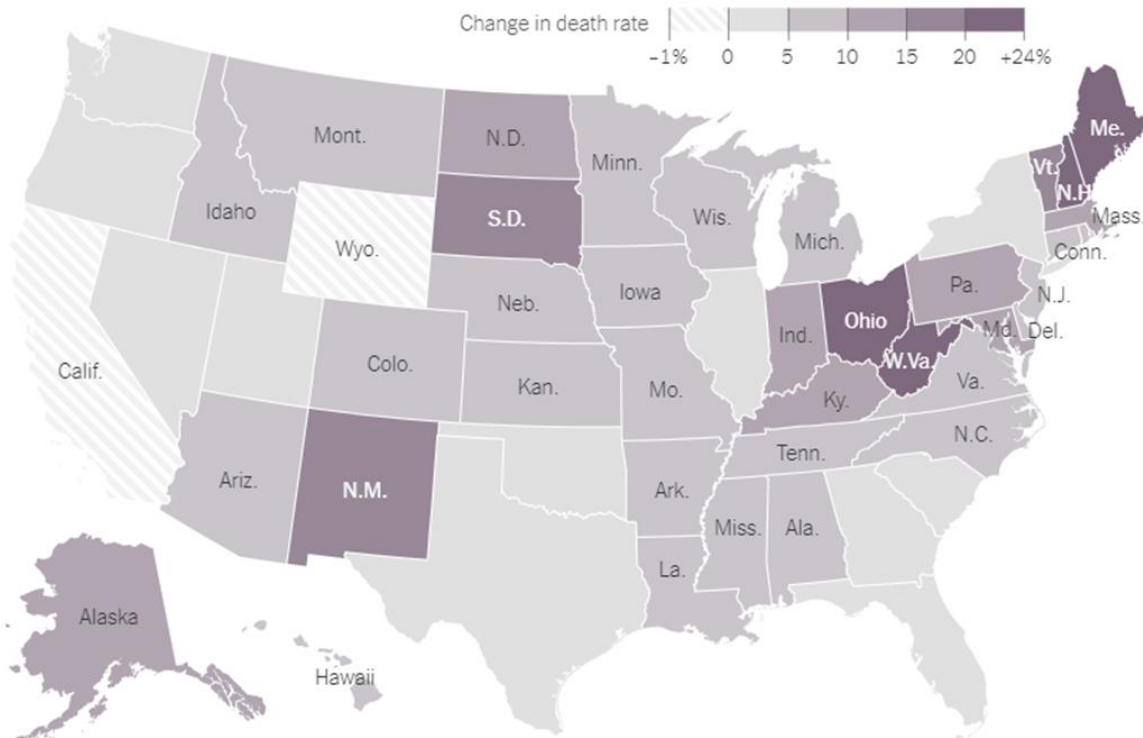 Change in death rate
−1% 0 5 10 15 20 +24%
Me.
Mont.
N.D.
Minn.
Vt.
N.H.
Idaho
S.D.
Wis.
Mass.
Wyo.
Mich.
Conn.
Neb.
Iowa
Pa.
N.J.
Ohio
Ind.
Md.
Del.
Calif.
Colo.
W.Va.
Kan.
Mo.
Va.
Ky.
N.C.
Tenn.
Ariz.
N.M.
Ark.
Miss.
Ala.
La.
Alaska
Hawaii